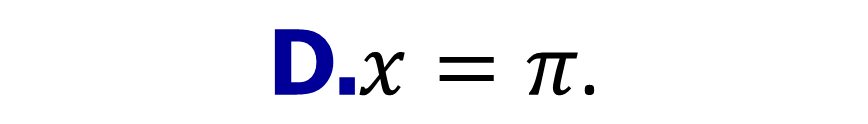 D.x = π.